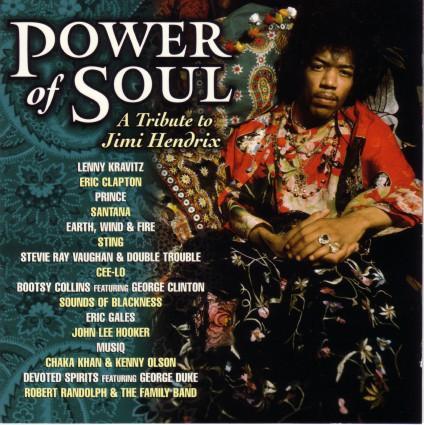 POWER
of SOUL
A Tribute to
Jimi Hendrix
LENNY KRAVITZ
ERIC CLAPTON
PRINCE
SANTANA
EARTH, WIND & FIRE
STING
STEVIE RAY VAUGHAN & DOUBLE TROUBLE
CEE-LO
BOOTSY COLLINS FEATURING GEORGE CLINTON
SOUNDS OF BLACKNESS
ERIC GALES
JOHN LEE HOOKER
MUSIQ
CHAKA KHAN & KENNY OLSON
DEVOTED SPIRITS FEATURING GEORGE DUKE
ROBERT RANDOLPH & THE FAMILY BAND